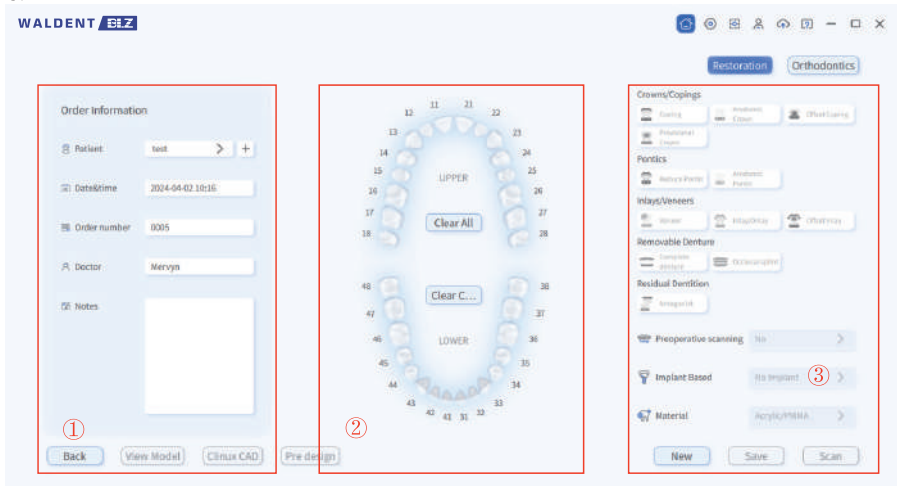 WALDENT BLZ
Restoration Orthodontics
Order Information
Patient test
Date&time 2024-04-02 10:16
Order number 0005
Doctor Mervyn
Notes
①
Back View Model Clinux CAD Pre design
11 21
12 22
13 23
14 24
15 25
UPPER
16 26
17 27
Clear All
18 28
48 38
Clear C...
47 37
46 LOWER 36
45 35
44 34
43 33
42 41 31 32
②
Crowns/Copings
Coping Anatomic Crown Offset Coping
Provisional Crown
Pontics
Reduce Pontic Anatomic Pontic
Inlays/Veneers
Veneer Inlay/Onlay Offset Inlay
Removable Denture
Complete denture
Residual Dentition
Antagonist
Preoperative scanning No
Implant Based No Implant ③
Material Acrylic/PMMA
New Save Scan